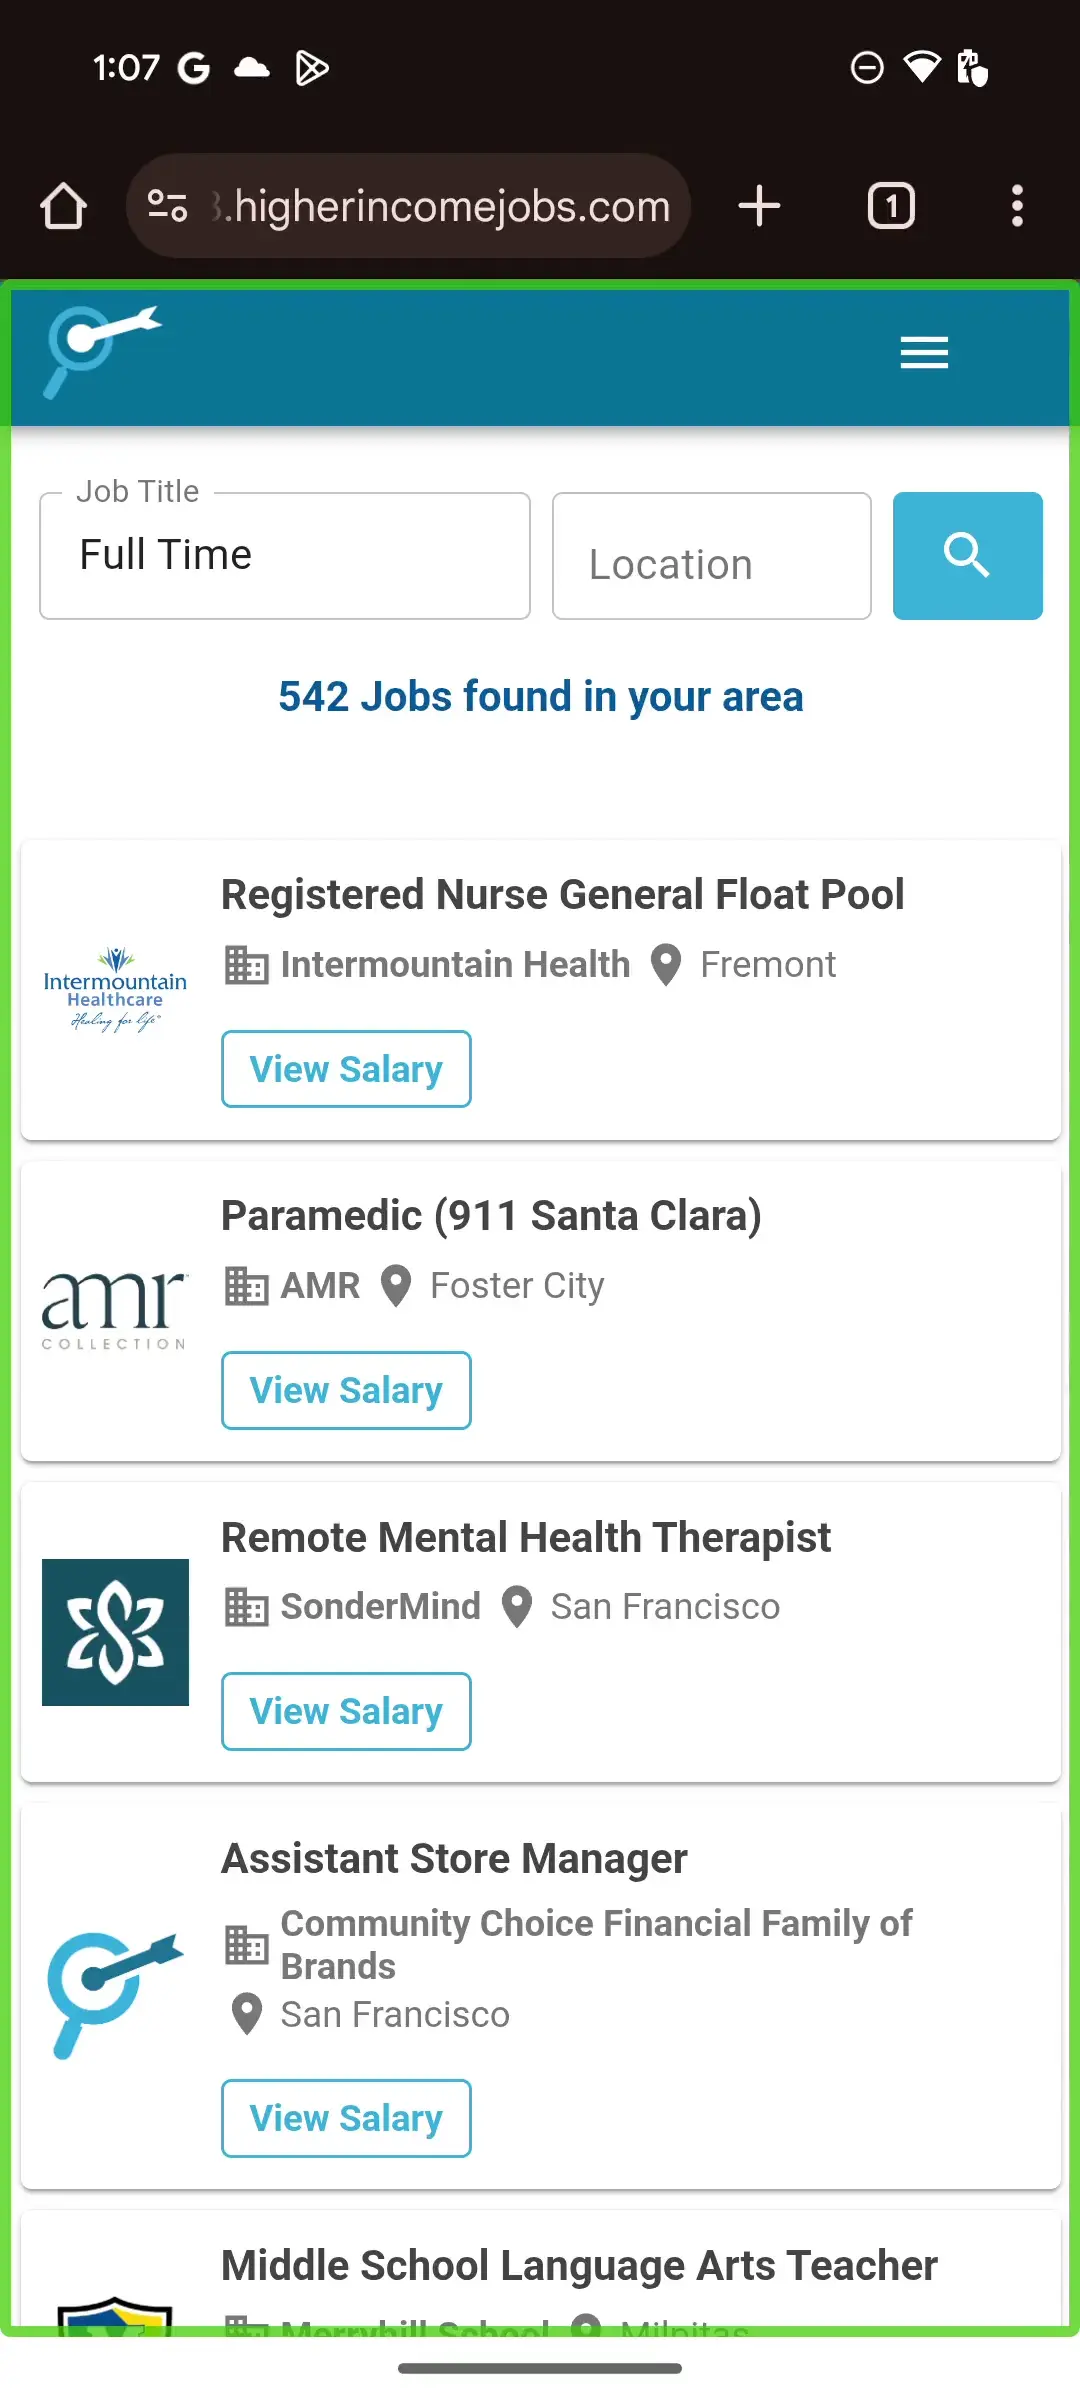 1:07
.higherincomejobs.com
1
Job Title
Full Time
Location
542 Jobs found in your area
Registered Nurse General Float Pool
Intermountain Health Fremont
Intermountain
Healthcare
Healing for life
View Salary
Paramedic (911 Santa Clara)
AMR Foster City
amr
COLLECTION
View Salary
Remote Mental Health Therapist
SonderMind San Francisco
View Salary
Assistant Store Manager
Community Choice Financial Family of
Brands
San Francisco
View Salary
Middle School Language Arts Teacher
Merryhill School Milpitas